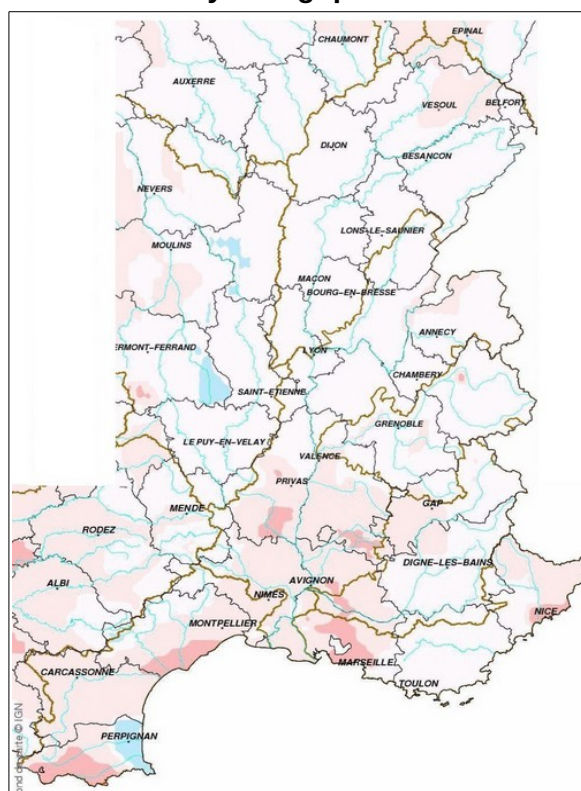 CHAUMONT
EPINAL
AUXERRE
VESOUL
BELFORT
DIJON
BESANCON
NEVERS
LONS-LE-SAUNIER
MOULINS
MACON
BOURG-EN-BRESSE
ANNECY
ERMONT-FERRAND
LYON
CHAMBERY
SAINT-ETIENNE
GRENOBLE
LE PUY-EN-VELAY
VALENCE
PRIVAS
MENDE
GAP
RODEZ
DIGNE-LES-BAINS
ALBI
AVIGNON
NIMES
NICE
MONTPELLIER
MARSEILLE
CARCASSONNE
TOULON
PERPIGNAN
© IGN